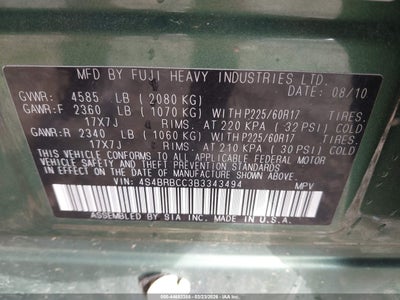 MFD. BY FUJI HEAVY INDUSTRIES LTD.
DATE: 08/10
GVWR: 4585 LB (2080 KG)
GAWR:F 2360 LB (1070 KG) WITH P225/60R17 TIRES.
17X7J RIMS. AT 220 KPA ( 32 PSI) COLD
GAWR:R 2340 LB (1060 KG) WITH P225/60R17 TIRES.
17X7J RIMS. AT 210 KPA ( 30 PSI) COLD
THIS VEHICLE CONFORMS TO ALL APPLICABLE FEDERAL MOTOR
VEHICLE SAFETY AND THEFT PREVENTION STANDARDS
IN EFFECT ON THE DATE OF MANUFACTURE SHOWN ABOVE.
VIN: 4S4BRBCC3B3343494 MPV
ASSEMBLED BY SIA INC. MADE IN U.S.A.